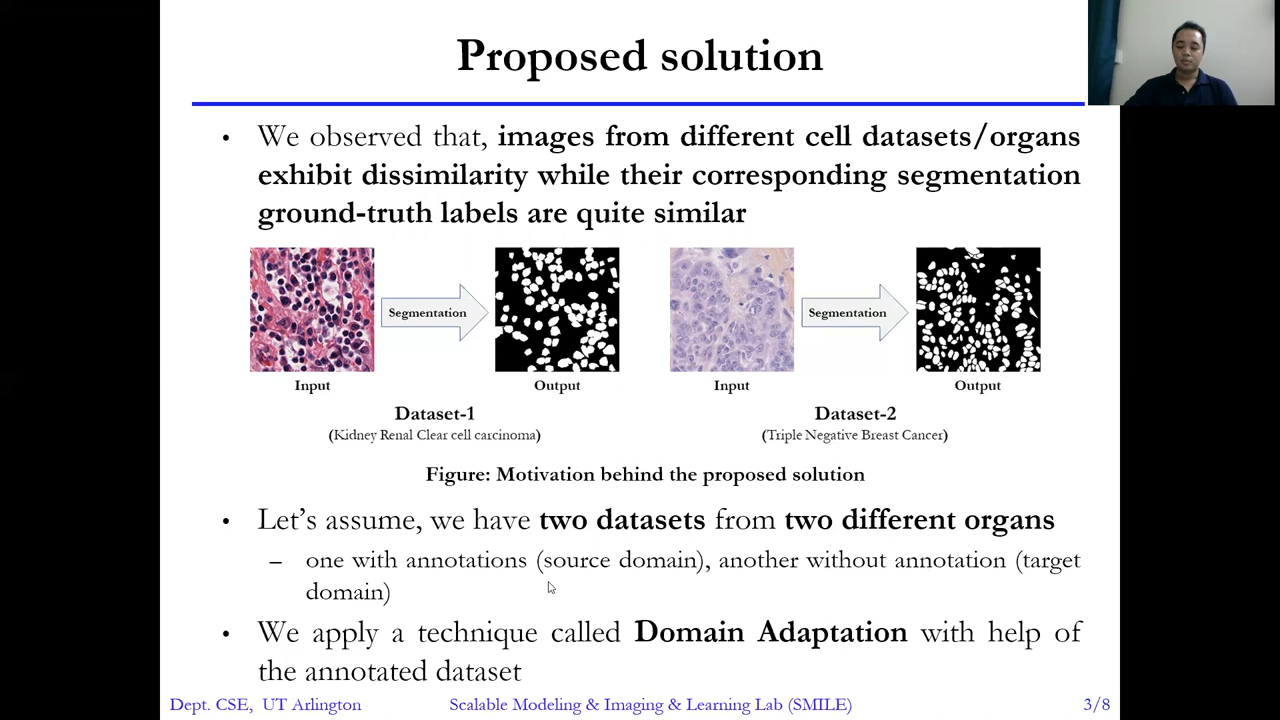 Proposed solution
• We observed that, images from different cell datasets/organs
exhibit dissimilarity while their corresponding segmentation
ground-truth labels are quite similar
Segmentation
Segmentation
Input
Output
Input
Output
Dataset-1
(Kidney Renal Clear cell carcinoma)
Dataset-2
(Triple Negative Breast Cancer)
Figure: Motivation behind the proposed solution
• Let's assume, we have two datasets from two different organs
– one with annotations (source domain), another without annotation (target
domain)
• We apply a technique called Domain Adaptation with help of
the annotated dataset
Dept. CSE, UT Arlington
Scalable Modeling & Imaging & Learning Lab (SMILE)
3/8